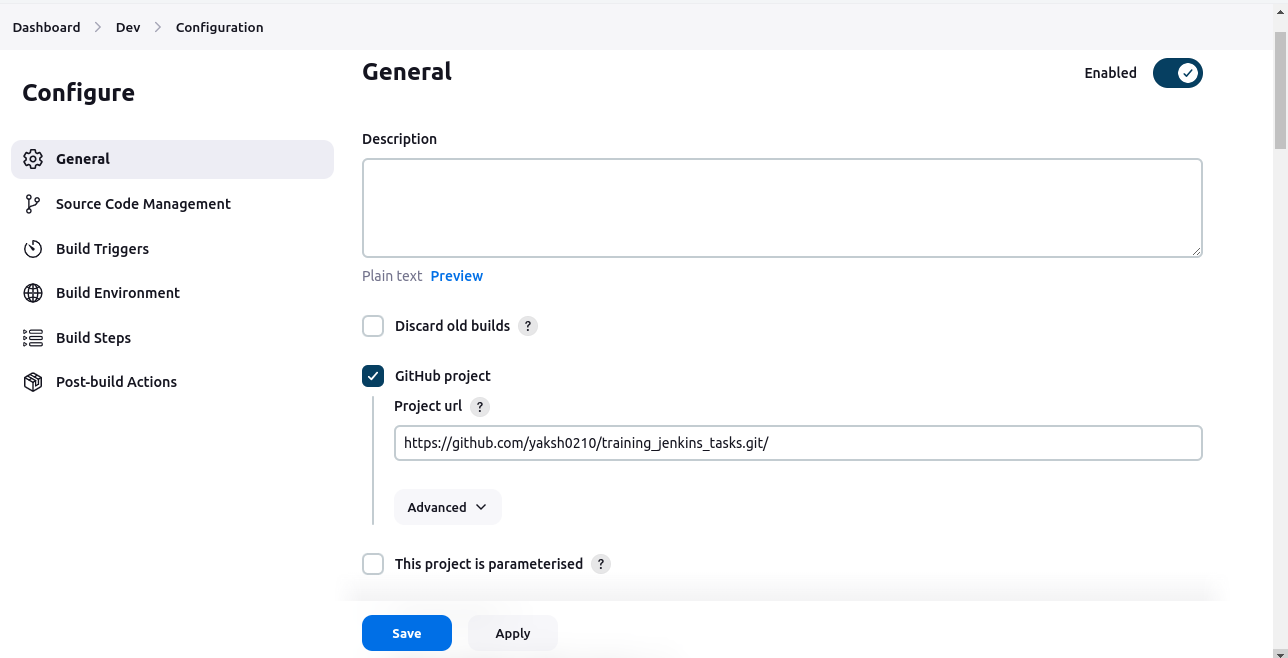 Dashboard > Dev > Configuration
Configure
General
Source Code Management
Build Triggers
Build Environment
Build Steps
Post-build Actions
General
Enabled
Description
Plain text Preview
Discard old builds ?
GitHub project
Project url ?
https://github.com/yaksh0210/training_jenkins_tasks.git/
Advanced
This project is parameterised ?
Save Apply